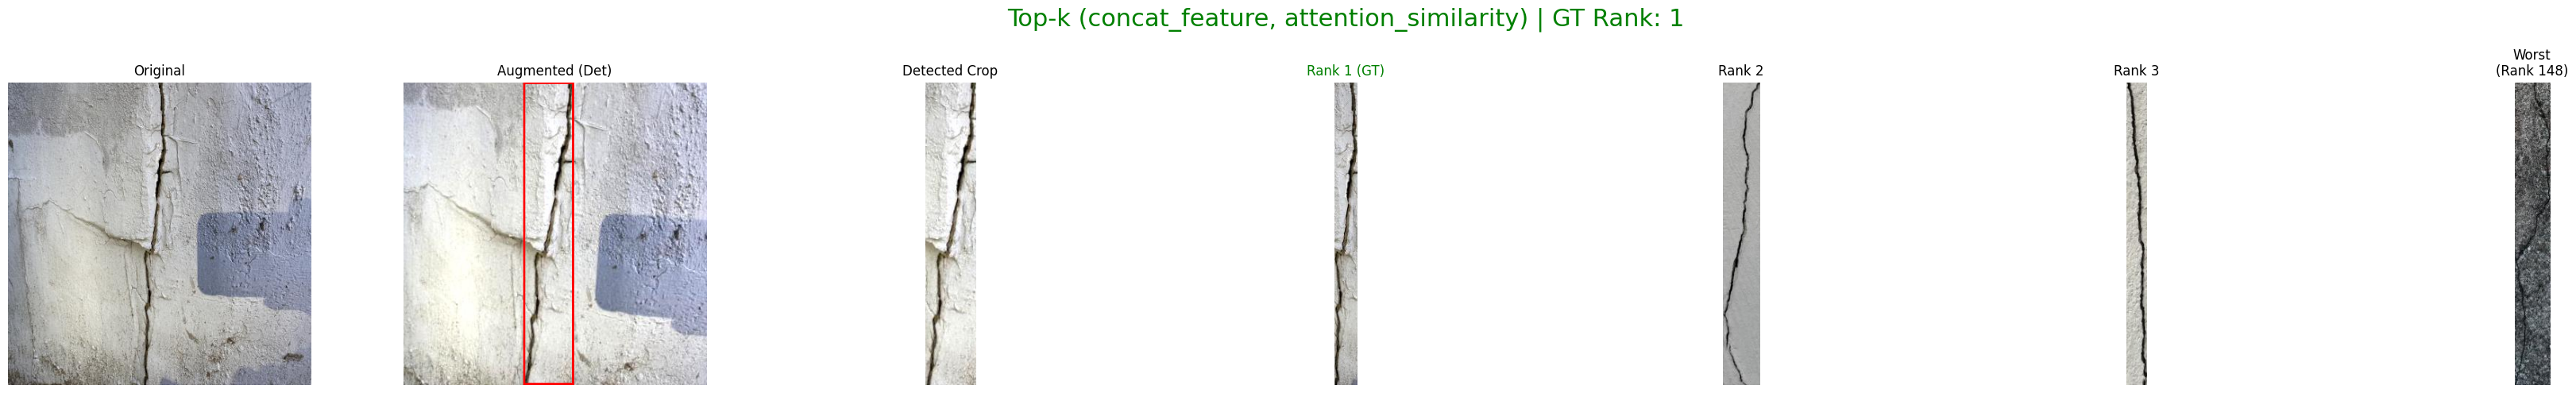 Top-k (concat_feature, attention_similarity) | GT Rank: 1
Original
Augmented (Det)
Detected Crop
Rank 1 (GT)
Rank 2
Rank 3
Worst
(Rank 148)